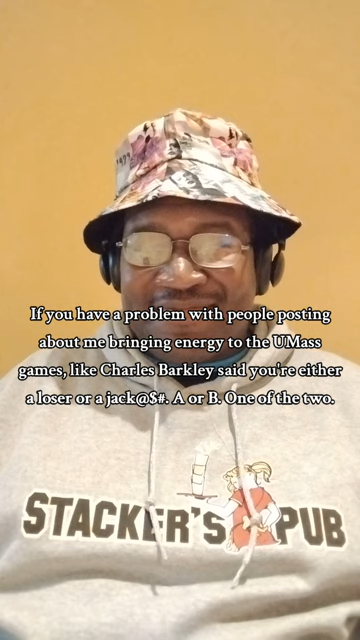 If you have a problem with people posting
about me bringing energy to the UMass
games, like Charles Barkley said you're either
a loser or a jack@$#. A or B. One of the two.
STACKER'S PUB